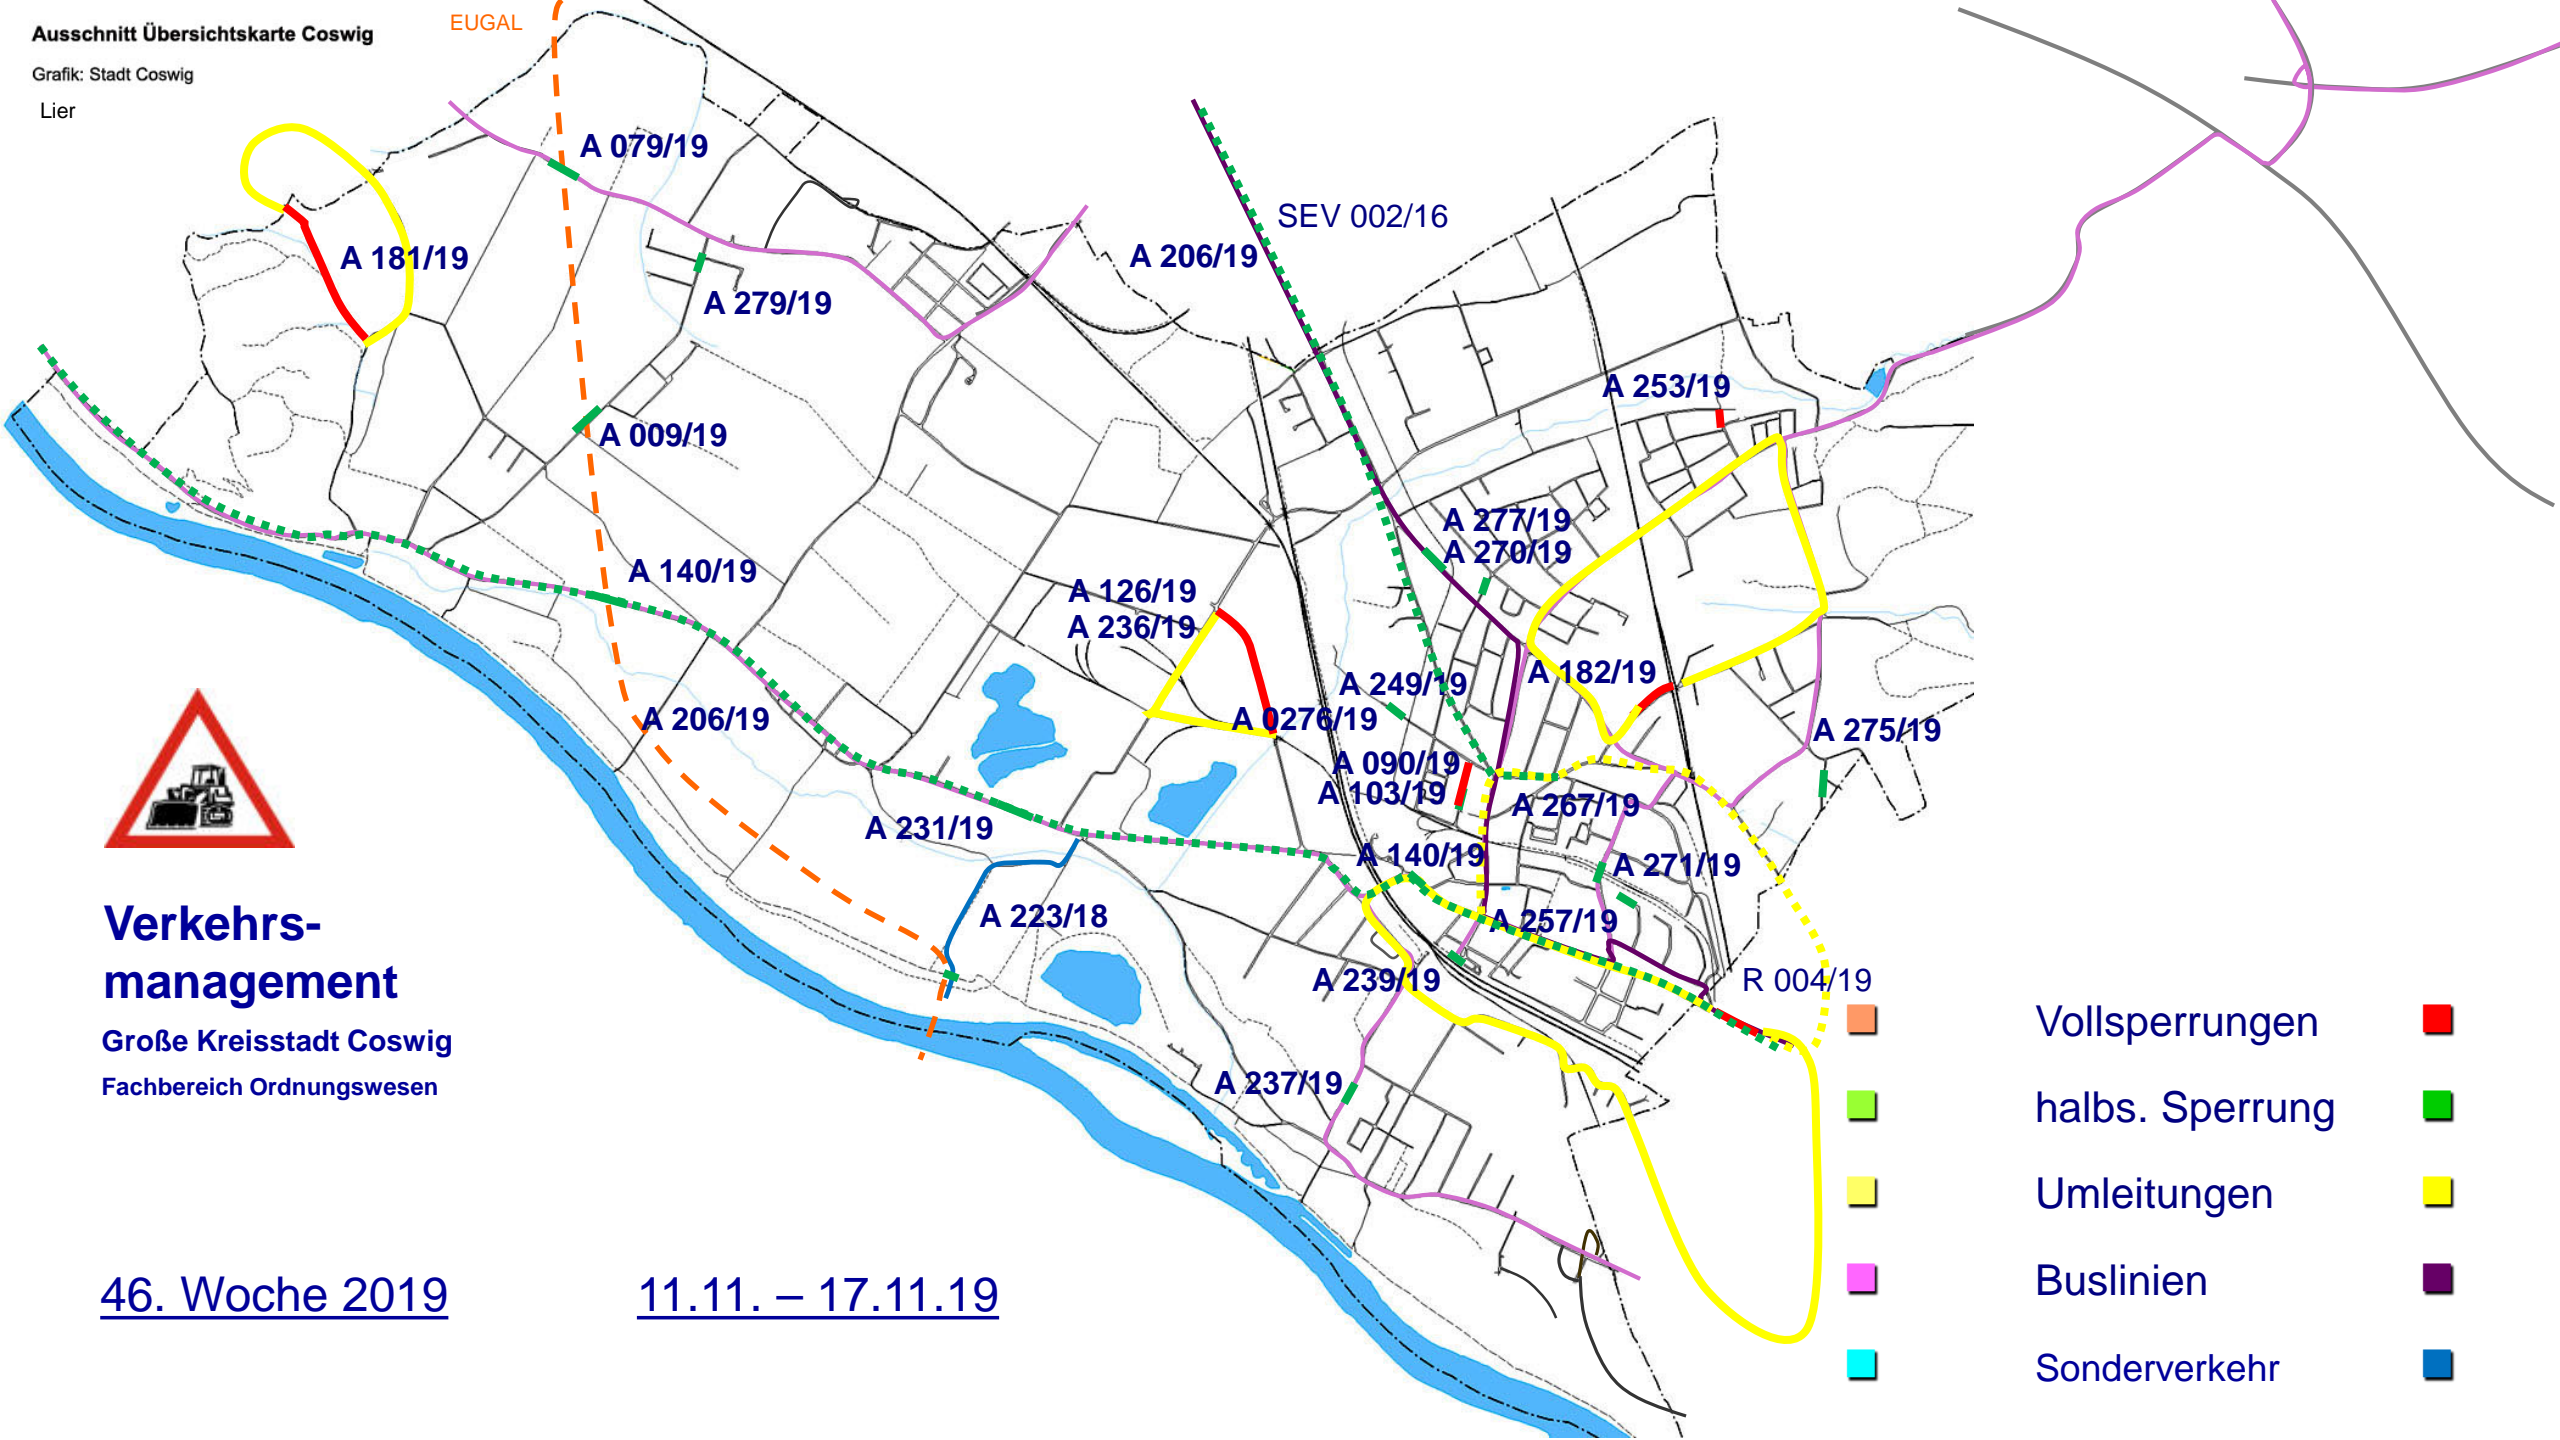 Ausschnitt Übersichtskarte Coswig
Grafik: Stadt Coswig
Lier
EUGAL
A 079/19
A 181/19
A 279/19
A 206/19
SEV 002/16
A 253/19
A 009/19
A 277/19
A 270/19
A 140/19
A 126/19
A 236/19
A 249/19
A 182/19
A 206/19
A 0276/19
A 275/19
A 090/19
A 103/19
A 267/19
A 231/19
A 140/19
A 271/19
A 223/18
A 257/19
A 239/19
R 004/19
A 237/19
Verkehrs-
management
Große Kreisstadt Coswig
Fachbereich Ordnungswesen
46. Woche 2019
11.11. – 17.11.19
Vollsperrungen
halbs. Sperrung
Umleitungen
Buslinien
Sonderverkehr